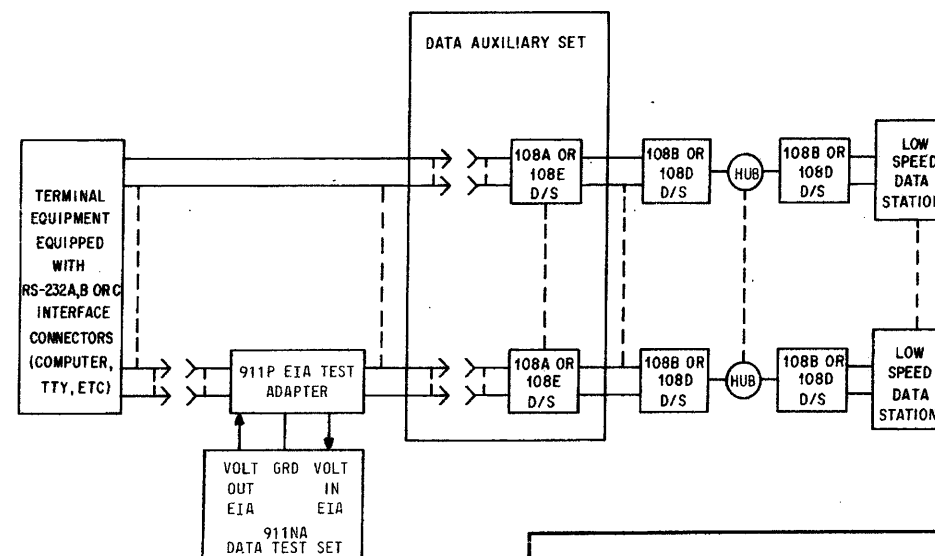 DATA AUXILIARY SET
TERMINAL
EQUIPMENT
EQUIPPED
WITH
RS-232A,B OR C
INTERFACE
CONNECTORS
(COMPUTER,
TTY, ETC)
108A OR
108E
D/S
108B OR
108D
D/S
HUB
108B OR
108D
D/S
LOW
SPEED
DATA
STATION
911P EIA TEST
ADAPTER
108A OR
108E
D/S
108B OR
108D
D/S
HUB
108B OR
108D
D/S
LOW
SPEED
DATA
STATION
VOLT GRD VOLT
OUT IN
EIA EIA
911NA
DATA TEST SET